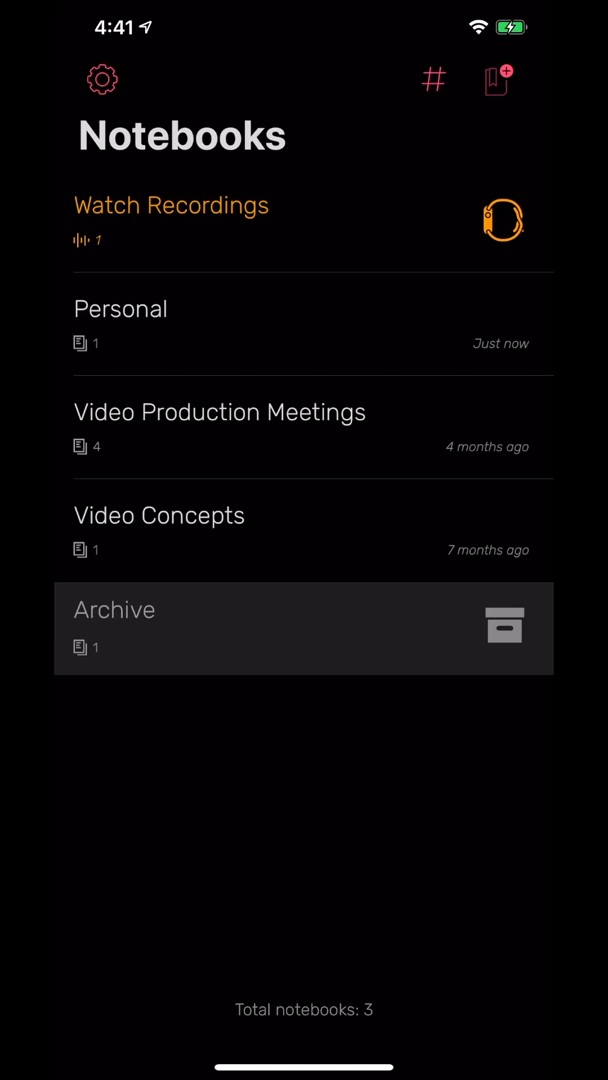 4:41
#
Notebooks
Watch Recordings
1
Personal
1
Just now
Video Production Meetings
4
4 months ago
Video Concepts
1
7 months ago
Archive
1
Total notebooks: 3